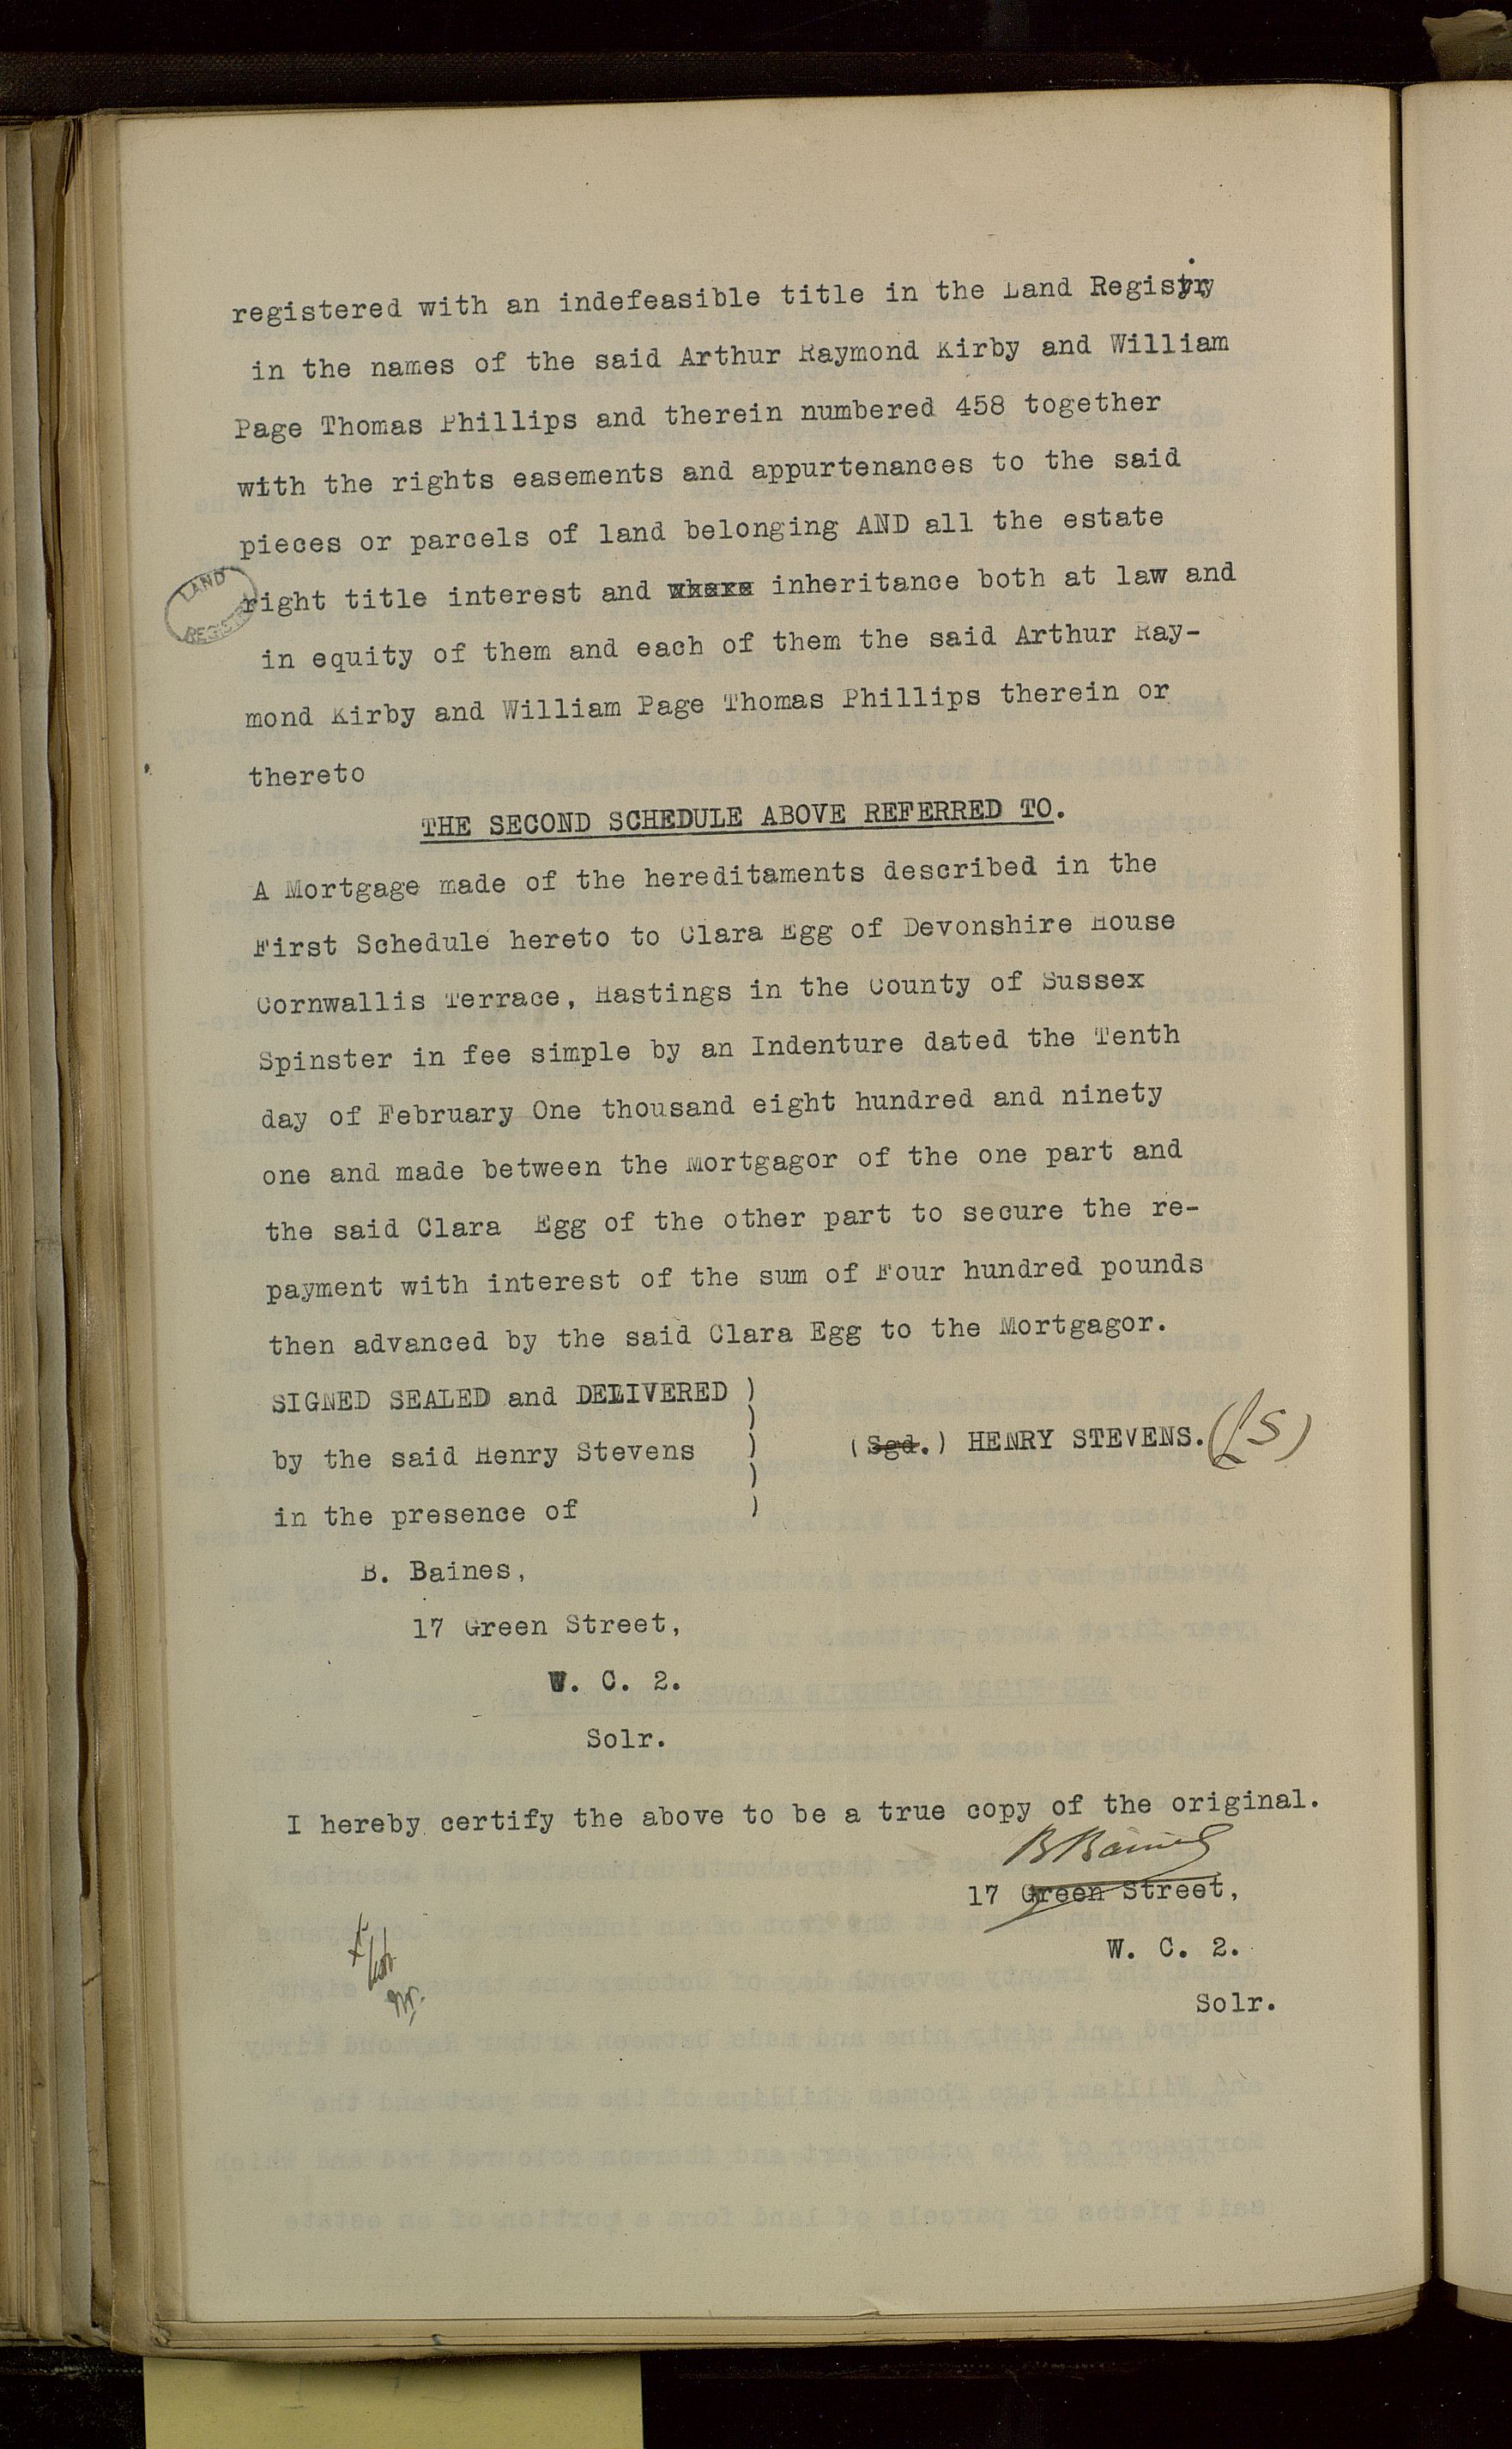 registered with an indefeasible title in the Land Registry
in the names of the said Arthur Raymond Kirby and William
Page Thomas Phillips and therein numbered 458 together
with the rights easements and appurtenances to the said
pieces or parcels of land belonging AND all the estate
LAND
REGISTRY
right title interest and inheritance both at law and
in equity of them and each of them the said Arthur Ray-
mond Kirby and William Page Thomas Phillips therein or
thereto
THE SECOND SCHEDULE ABOVE REFERRED TO.
A Mortgage made of the hereditaments described in the
First Schedule hereto to Clara Egg of Devonshire House
Cornwallis Terrace, Hastings in the County of Sussex
Spinster in fee simple by an Indenture dated the Tenth
day of February One thousand eight hundred and ninety
one and made between the Mortgagor of the one part and
the said Clara Egg of the other part to secure the re-
payment with interest of the sum of Four hundred pounds
then advanced by the said Clara Egg to the Mortgagor.
SIGNED SEALED and DELIVERED )
by the said Henry Stevens )
in the presence of )
(Sgd.) HENRY STEVENS. (LS)
B. Baines,
17 Green Street,
W. C. 2.
Solr.
I hereby certify the above to be a true copy of the original.
B Baines
17 Green Street,
W. C. 2.
Solr.